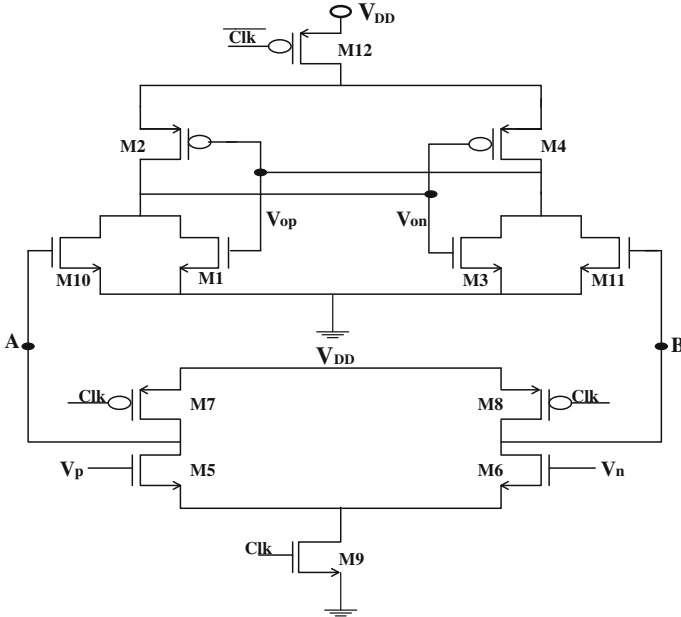 V_DD
C̅l̅k̅ M12
M2 M4
V_op V_on
M10 M1 M3 M11
A B
V_DD
Clk M7 M8 Clk
V_p M5 M6 V_n
Clk M9